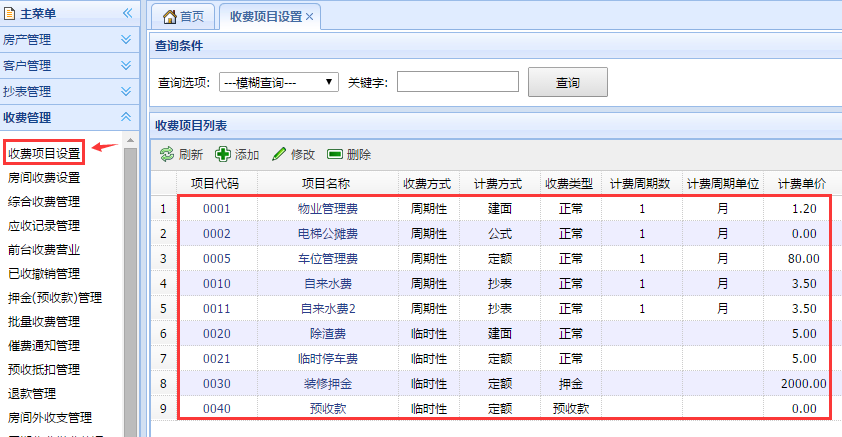 主菜单
房产管理
客户管理
抄表管理
收费管理
收费项目设置
房间收费设置
综合收费管理
应收记录管理
前台收费营业
已收撤销管理
押金(预收款)管理
批量收费管理
催费通知管理
预收抵扣管理
退款管理
房间外收支管理
首页 收费项目设置
查询条件
查询选项: ---模糊查询--- 关键字: 查询
收费项目列表
刷新 添加 修改 删除
项目代码 项目名称 收费方式 计费方式 收费类型 计费周期数 计费周期单位 计费单价
1 0001 物业管理费 周期性 建面 正常 1 月 1.20
2 0002 电梯公摊费 周期性 公式 正常 1 月 0.00
3 0005 车位管理费 周期性 定额 正常 1 月 80.00
4 0010 自来水费 周期性 抄表 正常 1 月 3.50
5 0011 自来水费2 周期性 抄表 正常 1 月 3.50
6 0020 除渣费 临时性 建面 正常 5.00
7 0021 临时停车费 临时性 定额 正常 5.00
8 0030 装修押金 临时性 定额 押金 2000.00
9 0040 预收款 临时性 定额 预收款 0.00